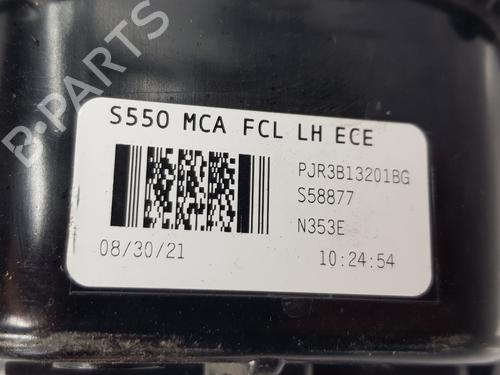 S550 MCA FCL LH ECE
PJR3B13201BG
S58877
N353E
08/30/21 10:24:54
B-PARTS